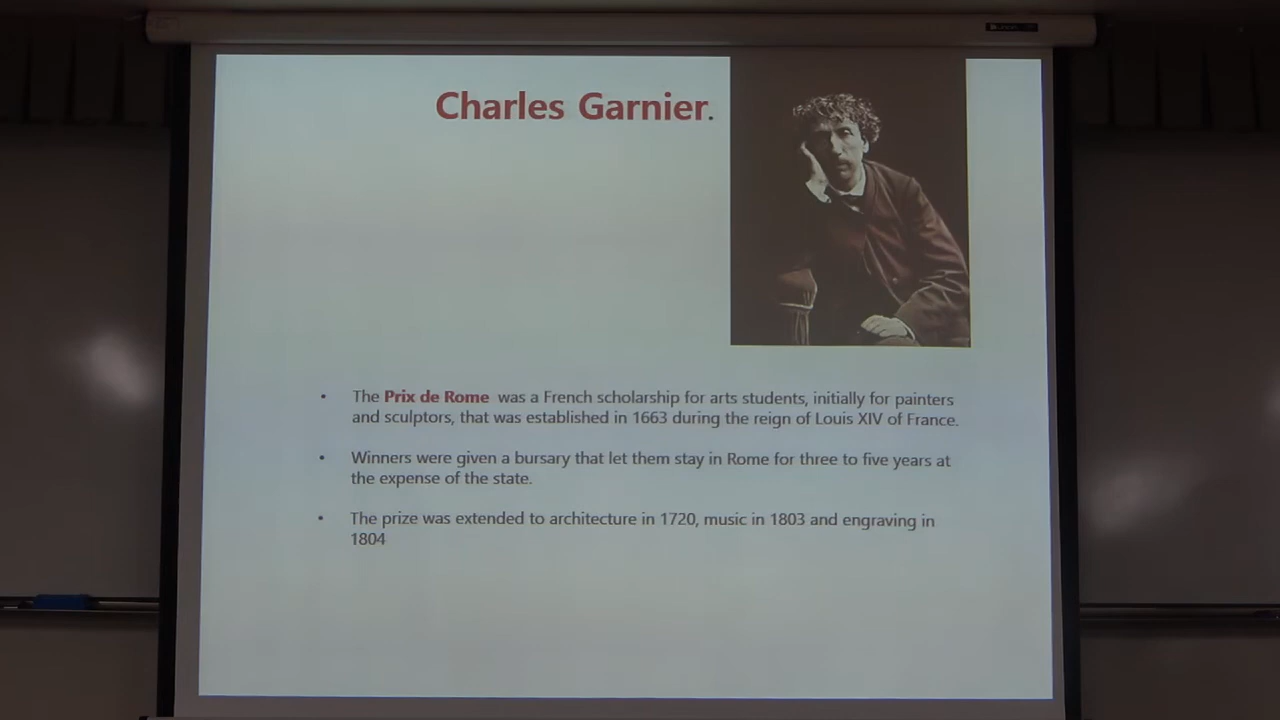 Charles Garnier.
• The Prix de Rome was a French scholarship for arts students, initially for painters
and sculptors, that was established in 1663 during the reign of Louis XIV of France.
• Winners were given a bursary that let them stay in Rome for three to five years at
the expense of the state.
• The prize was extended to architecture in 1720, music in 1803 and engraving in
1804